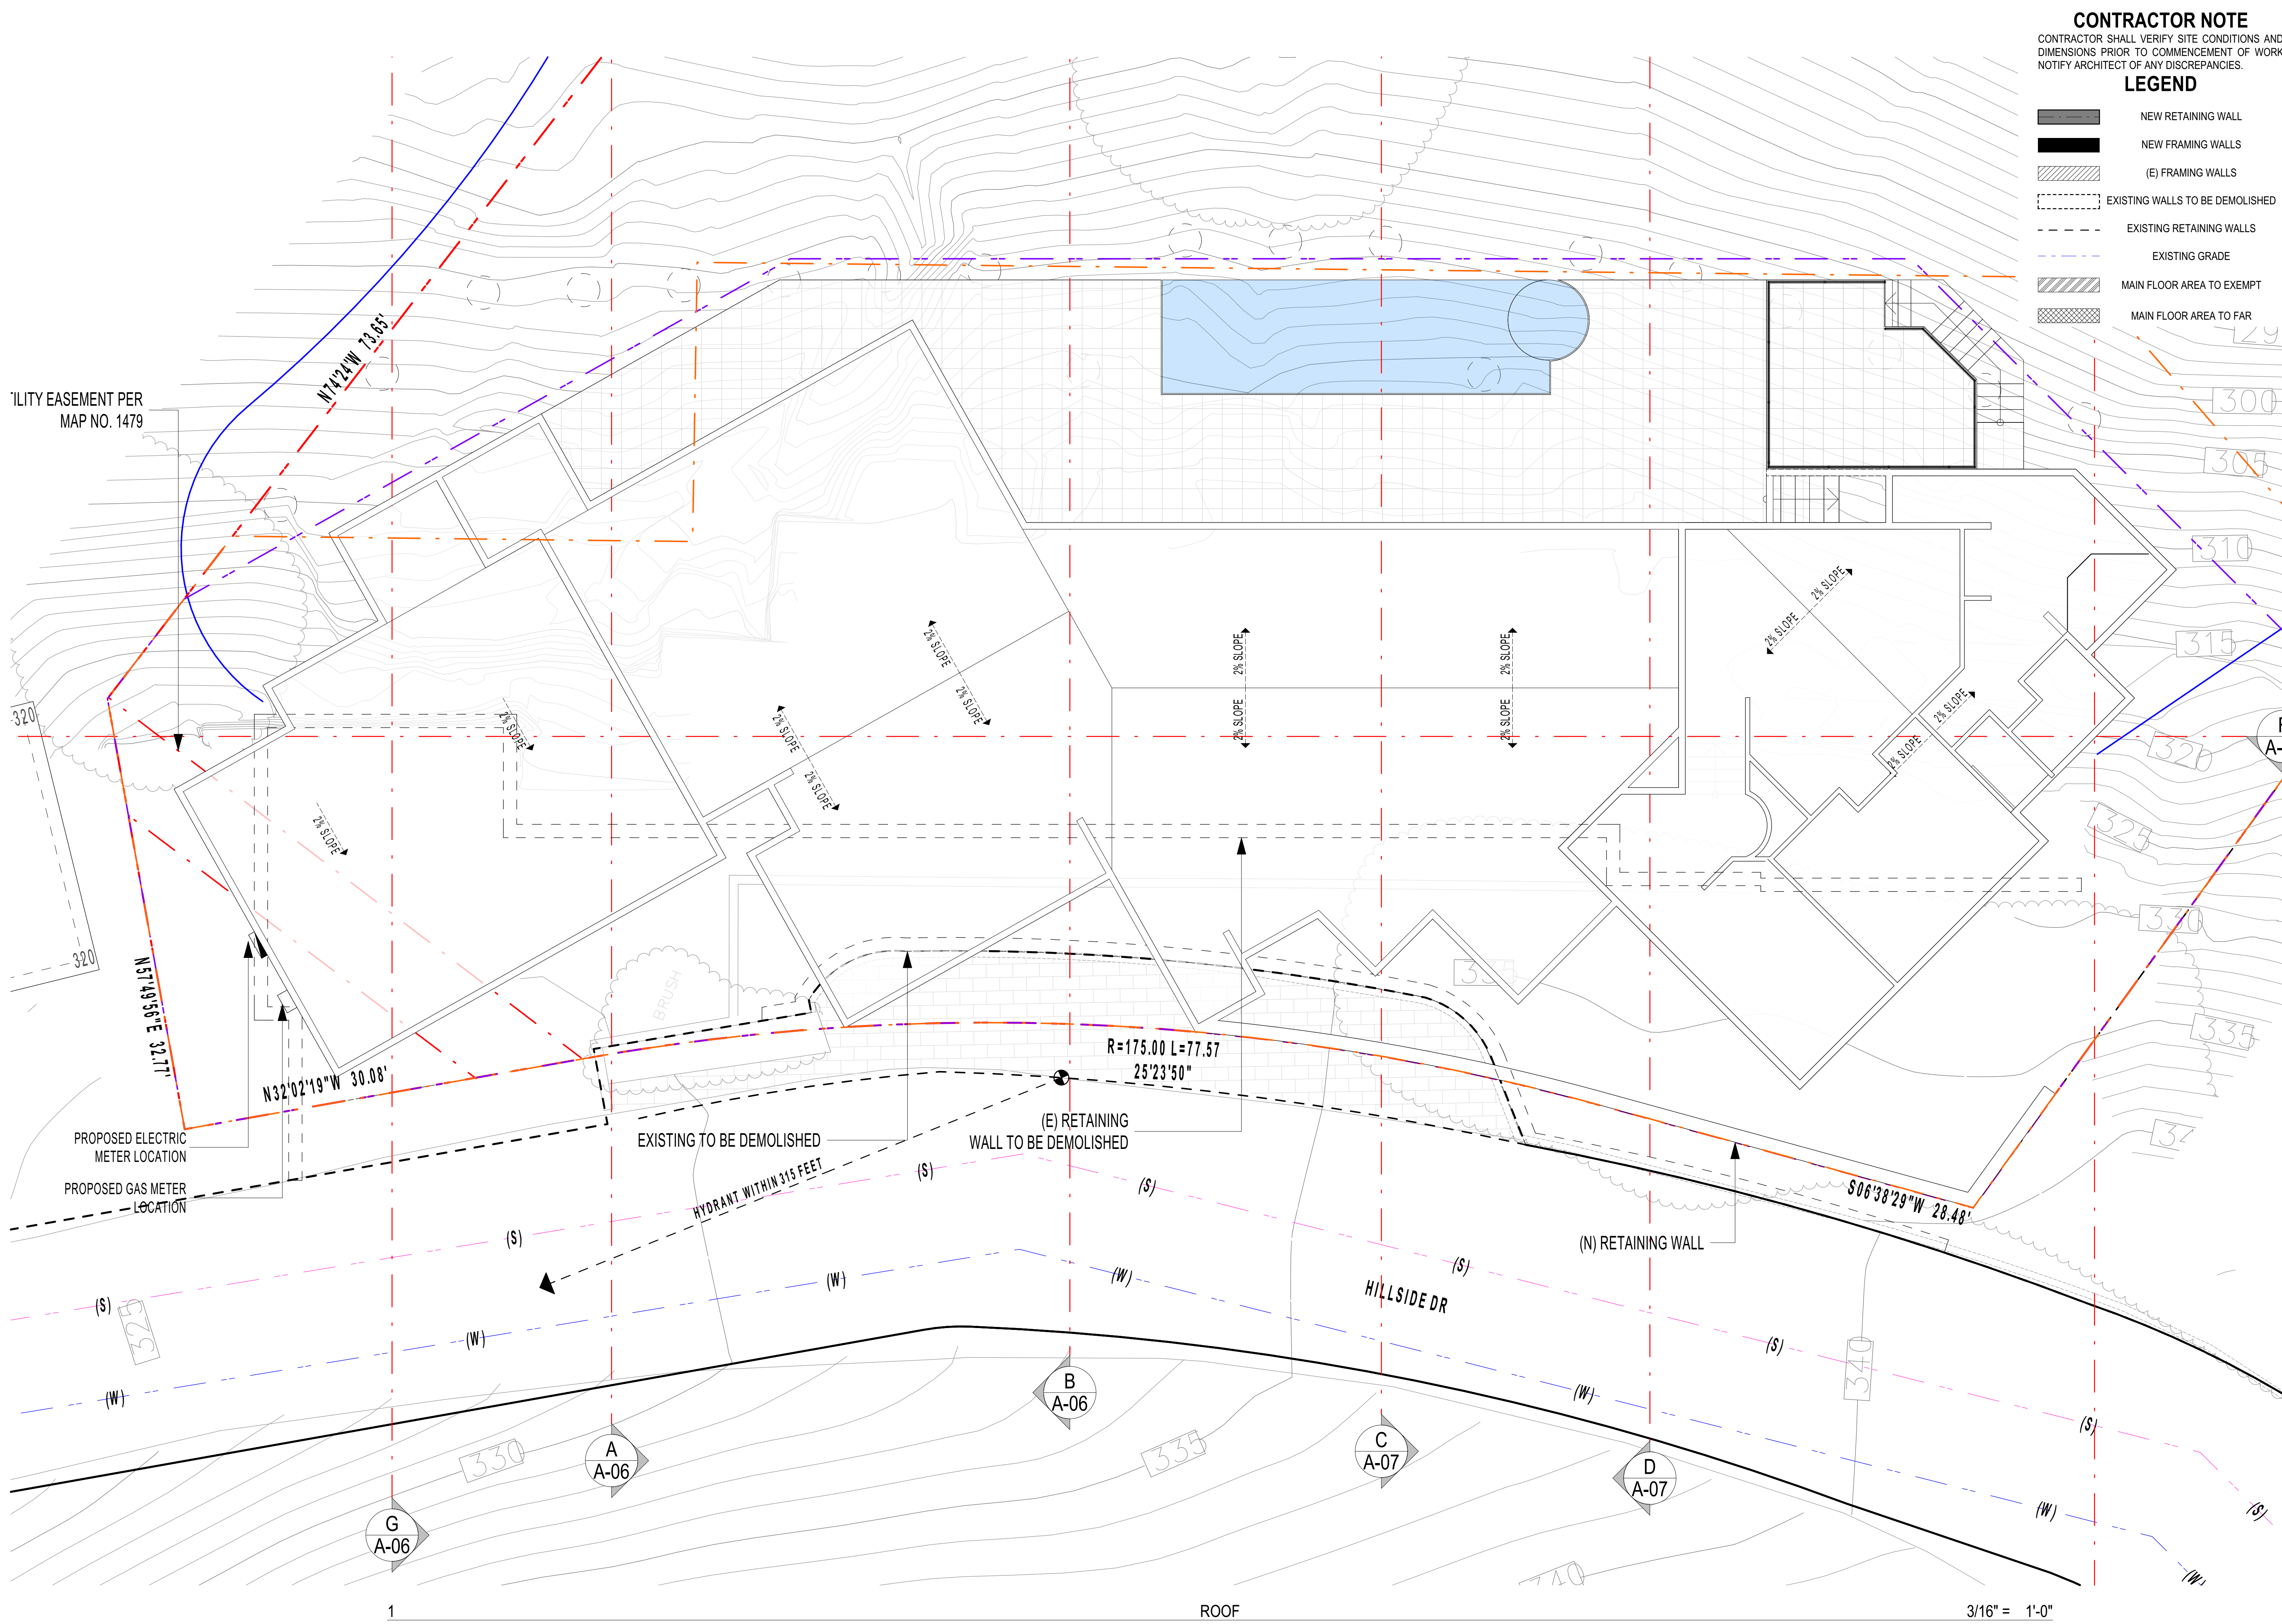 CONTRACTOR NOTE
CONTRACTOR SHALL VERIFY SITE CONDITIONS AND
DIMENSIONS PRIOR TO COMMENCEMENT OF WORK
NOTIFY ARCHITECT OF ANY DISCREPANCIES.
LEGEND
NEW RETAINING WALL
NEW FRAMING WALLS
(E) FRAMING WALLS
EXISTING WALLS TO BE DEMOLISHED
EXISTING RETAINING WALLS
EXISTING GRADE
MAIN FLOOR AREA TO EXEMPT
MAIN FLOOR AREA TO FAR
29
300
305
310
315
320
325
330
335
34
N74'24'W 73.65'
TILITY EASEMENT PER
MAP NO. 1479
320
320
2% SLOPE
2% SLOPE
2% SLOPE
2% SLOPE
2% SLOPE
2% SLOPE
2% SLOPE
2% SLOPE
2% SLOPE
2% SLOPE
2% SLOPE
2% SLOPE
2% SLOPE
2% SLOPE
A-
BRUSH
N57'49'56"E 32.77'
N32'02'19"W 30.08'
R=175.00 L=77.57
25'23'50"
S06'38'29"W 28.48'
PROPOSED ELECTRIC
METER LOCATION
PROPOSED GAS METER
LOCATION
EXISTING TO BE DEMOLISHED
(E) RETAINING
WALL TO BE DEMOLISHED
HYDRANT WITHIN 315 FEET
(N) RETAINING WALL
HILLSIDE DR
(S)
(S)
(S)
(S)
(S)
(S)
(S)
(S)
(W)
(W)
(W)
(W)
(W)
(W)
(W)
325
340
330
335
340
G
A-06
A
A-06
B
A-06
C
A-07
D
A-07
1
ROOF
3/16" = 1'-0"